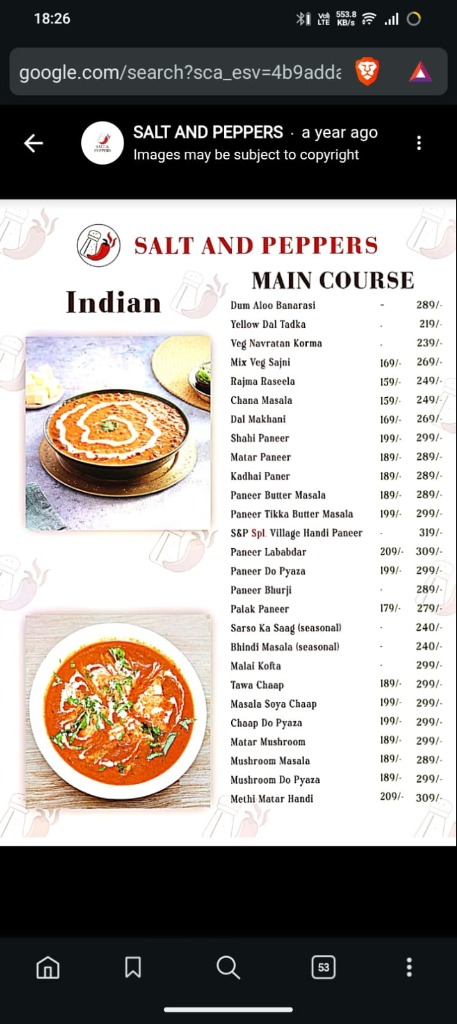 18:26
Vo) LTE
553.8 KB/s
google.com/search?sca_esv=4b9adda
SALT AND PEPPERS · a year ago
Images may be subject to copyright
SALT AND PEPPERS
MAIN COURSE
Indian
Dum Aloo Banarasi - 289/-
Yellow Dal Tadka - 219/-
Veg Navratan Korma - 239/-
Mix Veg Sajni 169/- 269/-
Rajma Raseela 159/- 249/-
Chana Masala 159/- 249/-
Dal Makhani 169/- 269/-
Shahi Paneer 199/- 299/-
Matar Paneer 189/- 289/-
Kadhai Paner 189/- 289/-
Paneer Butter Masala 189/- 289/-
Paneer Tikka Butter Masala 199/- 299/-
S&P Spl. Village Handi Paneer - 319/-
Paneer Lababdar 209/- 309/-
Paneer Do Pyaza 199/- 299/-
Paneer Bhurji - 289/-
Palak Paneer 179/- 279/-
Sarso Ka Saag (seasonal) - 240/-
Bhindi Masala (seasonal) - 240/-
Malai Kofta - 299/-
Tawa Chaap 189/- 299/-
Masala Soya Chaap 199/- 299/-
Chaap Do Pyaza 199/- 299/-
Matar Mushroom 189/- 299/-
Mushroom Masala 189/- 289/-
Mushroom Do Pyaza 189/- 299/-
Methi Matar Handi 209/- 309/-
53